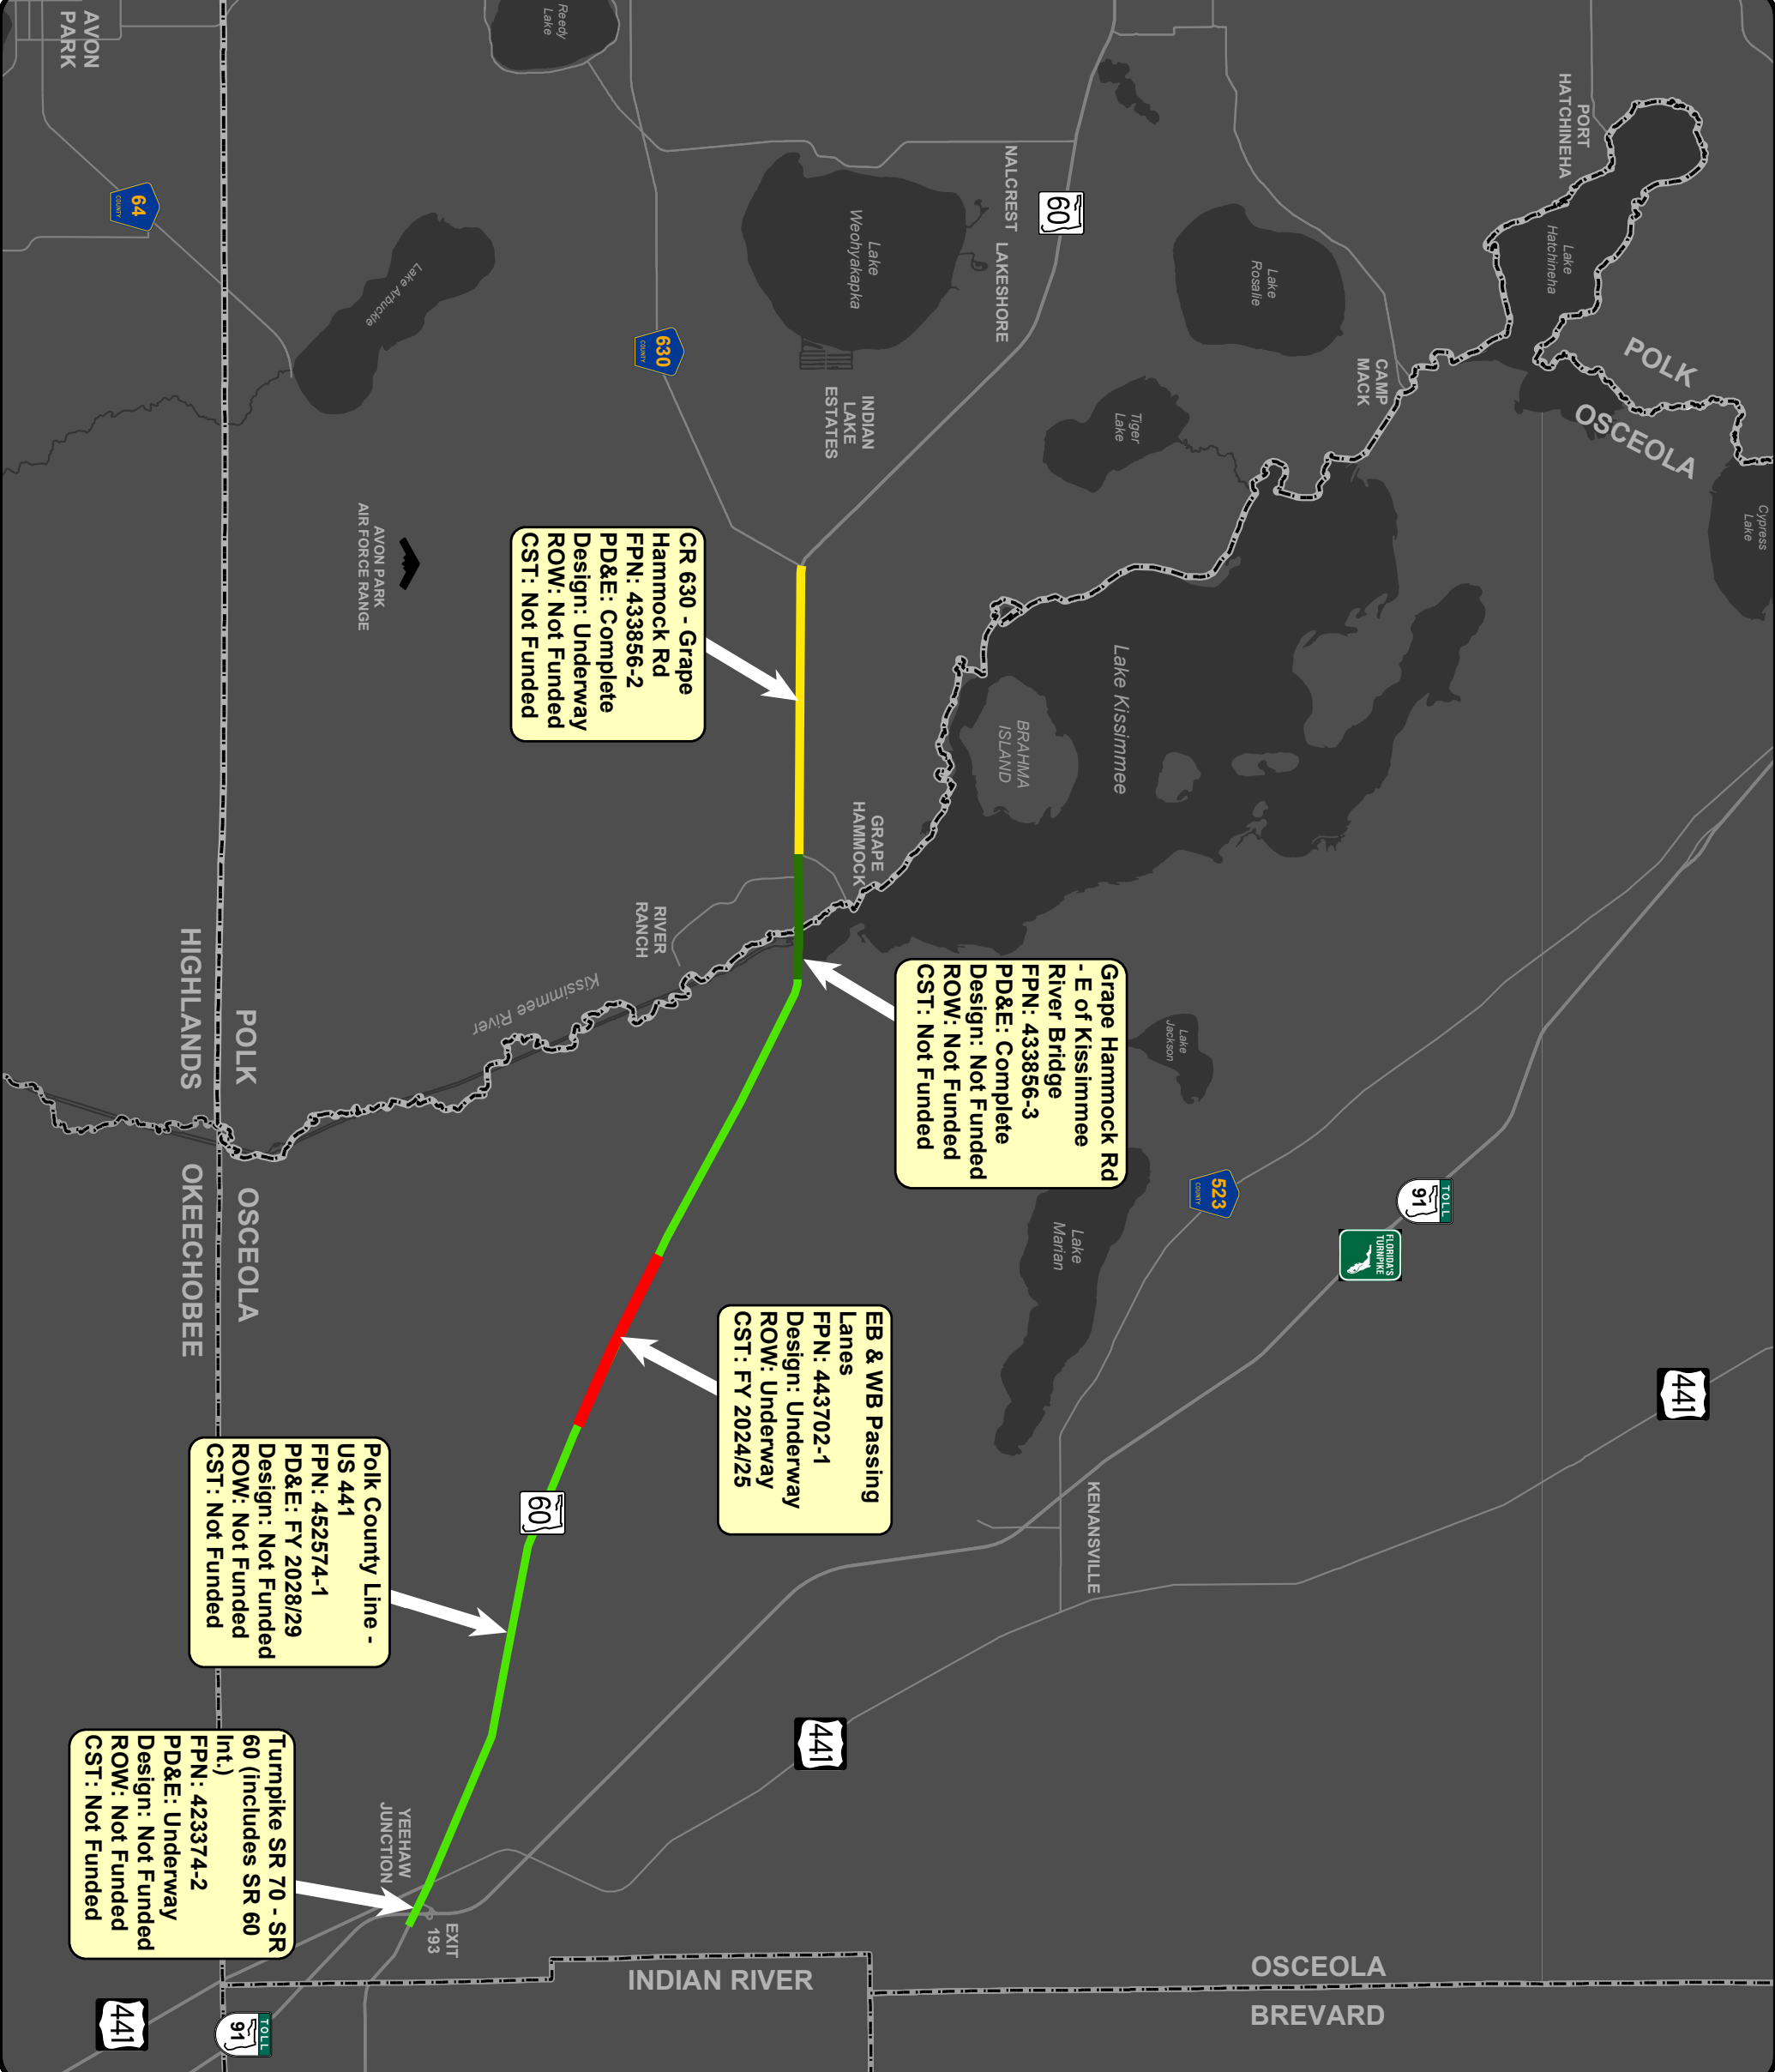 AVON
PARK
Reedy
Lake
64
COUNTY
Lake Arbuckle
630
COUNTY
Lake
Weohyakapka
NALCREST
LAKESHORE
60
Lake
Rosalie
PORT
HATCHINEHA
Lake
Hatchineha
POLK
OSCEOLA
Cypress
Lake
CAMP
MACK
Tiger
Lake
INDIAN
LAKE
ESTATES
AVON PARK
AIR FORCE RANGE
CR 630 - Grape
Hammock Rd
FPN: 433856-2
PD&E: Complete
Design: Underway
ROW: Not Funded
CST: Not Funded
Lake Kissimmee
BRAHMA
ISLAND
GRAPE
HAMMOCK
RIVER
RANCH
Kissimmee River
Grape Hammock Rd
- E of Kissimmee
River Bridge
FPN: 433856-3
PD&E: Complete
Design: Not Funded
ROW: Not Funded
CST: Not Funded
Lake
Jackson
Lake
Marian
523
COUNTY
TOLL
91
FLORIDA'S
TURNPIKE
441
POLK
HIGHLANDS
OSCEOLA
OKEECHOBEE
EB & WB Passing
Lanes
FPN: 443702-1
Design: Underway
ROW: Underway
CST: FY 2024/25
KENANSVILLE
60
Polk County Line -
US 441
FPN: 452574-1
PD&E: FY 2028/29
Design: Not Funded
ROW: Not Funded
CST: Not Funded
441
Turnpike SR 70 - SR
60 (includes SR 60
Int.)
FPN: 423374-2
PD&E: Underway
Design: Not Funded
ROW: Not Funded
CST: Not Funded
YEEHAW
JUNCTION
EXIT
193
INDIAN RIVER
OSCEOLA
BREVARD
441
TOLL
91